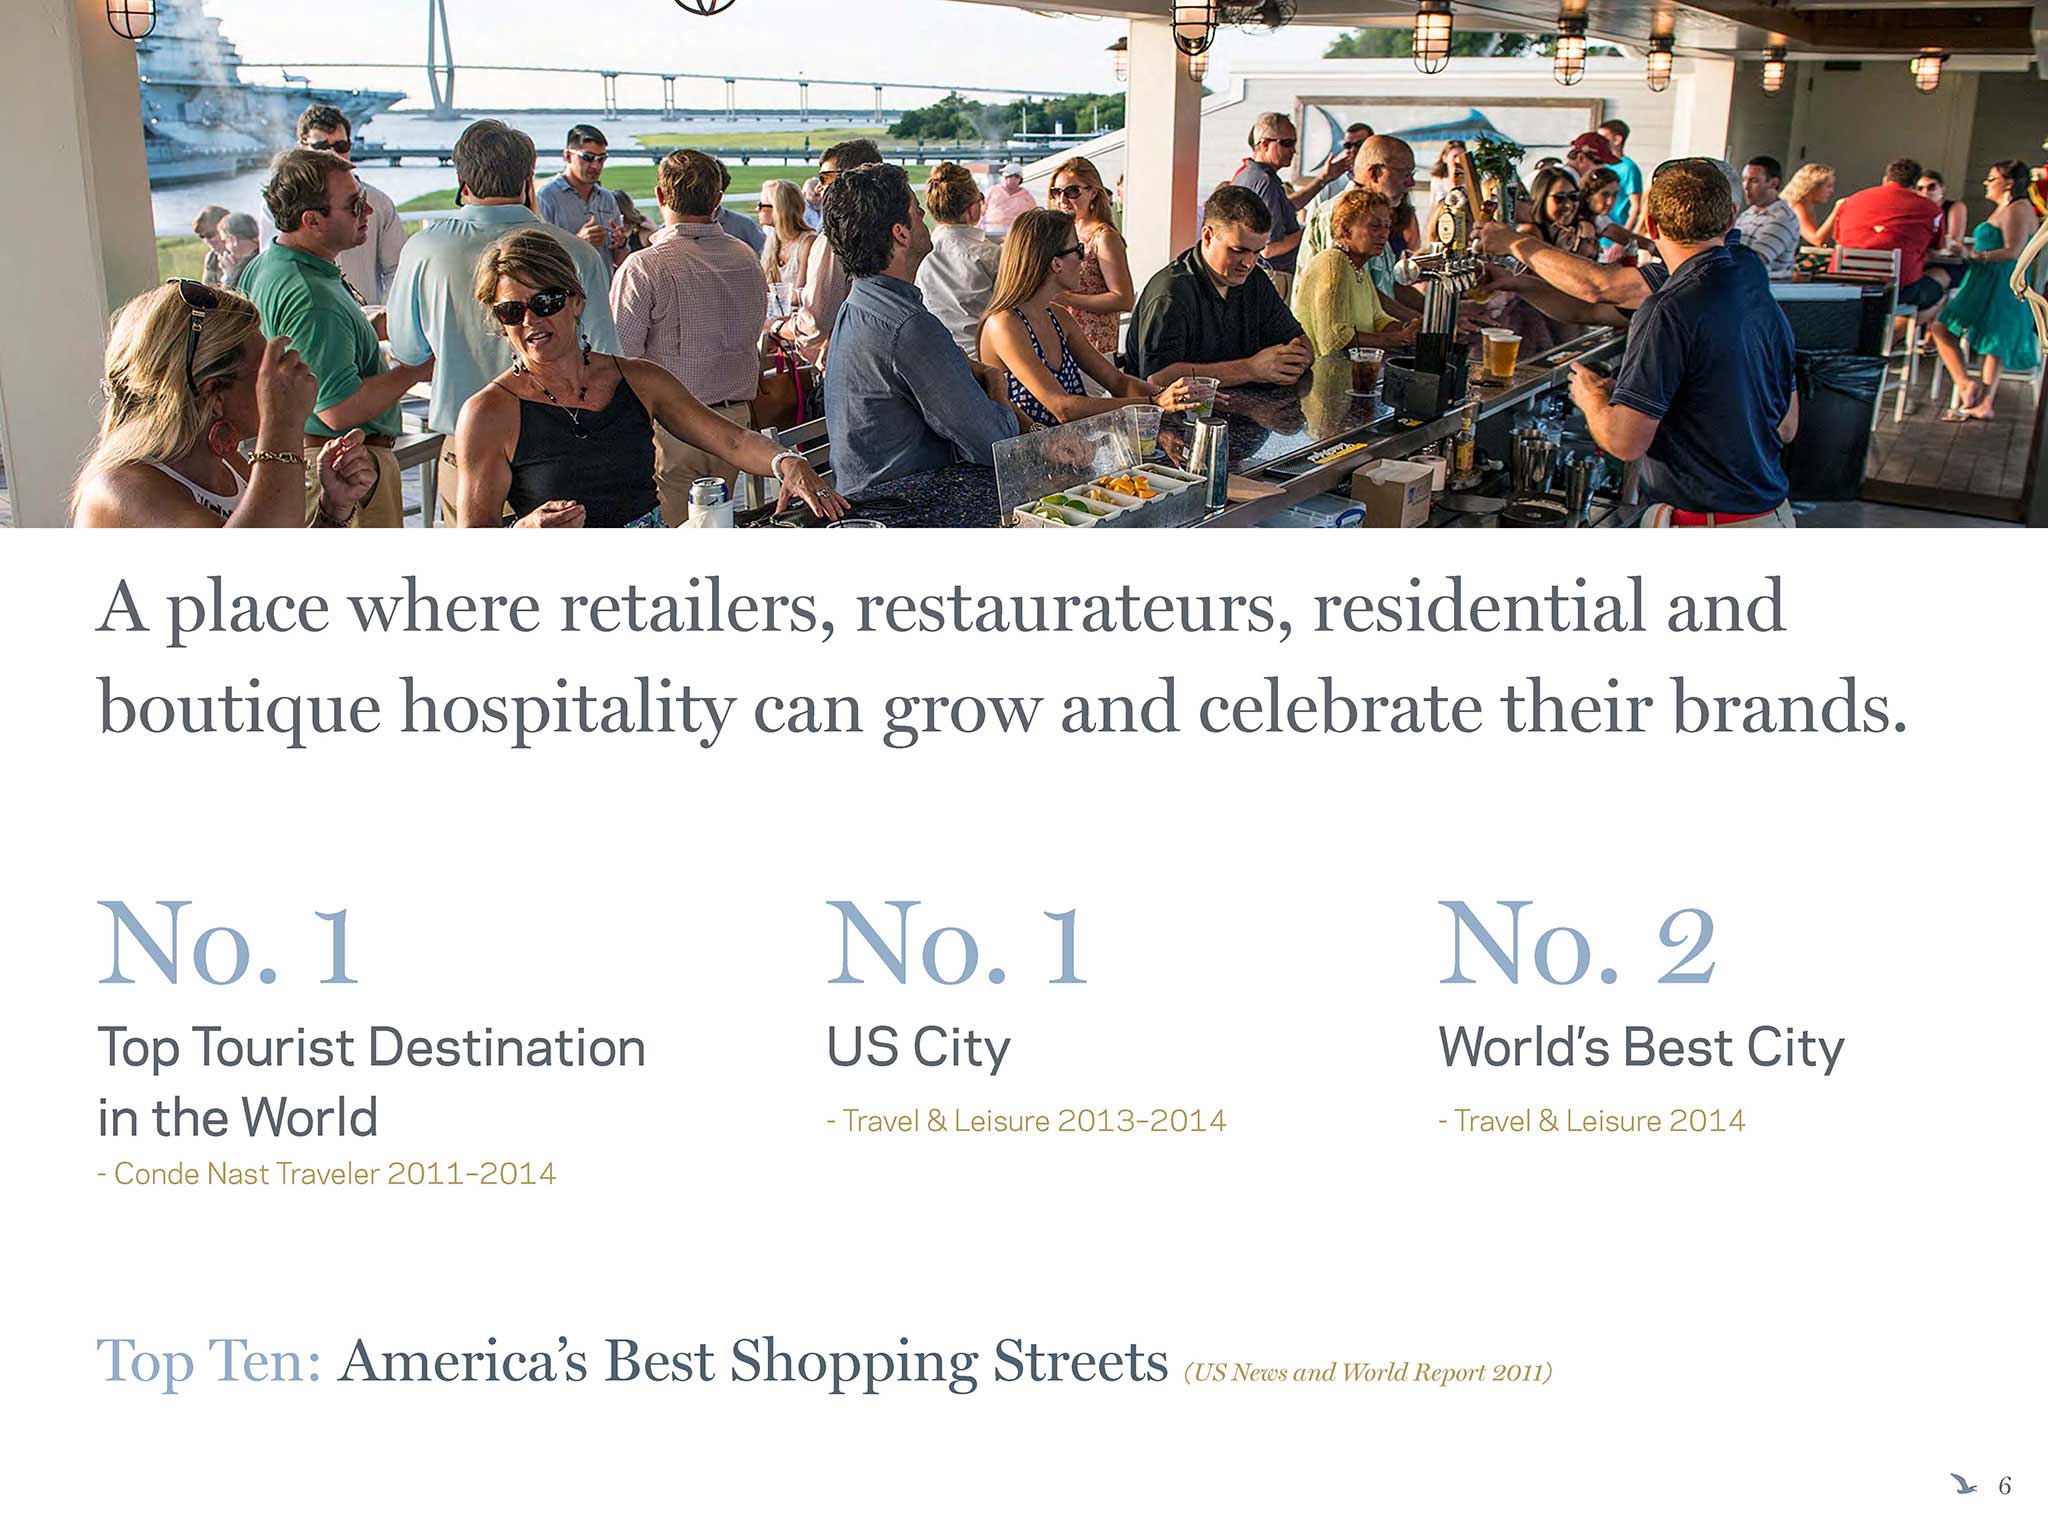 A place where retailers, restaurateurs, residential and
boutique hospitality can grow and celebrate their brands.
No. 1
Top Tourist Destination
in the World
- Conde Nast Traveler 2011–2014
No. 1
US City
- Travel & Leisure 2013–2014
No. 2
World’s Best City
- Travel & Leisure 2014
Top Ten: America’s Best Shopping Streets (US News and World Report 2011)
6